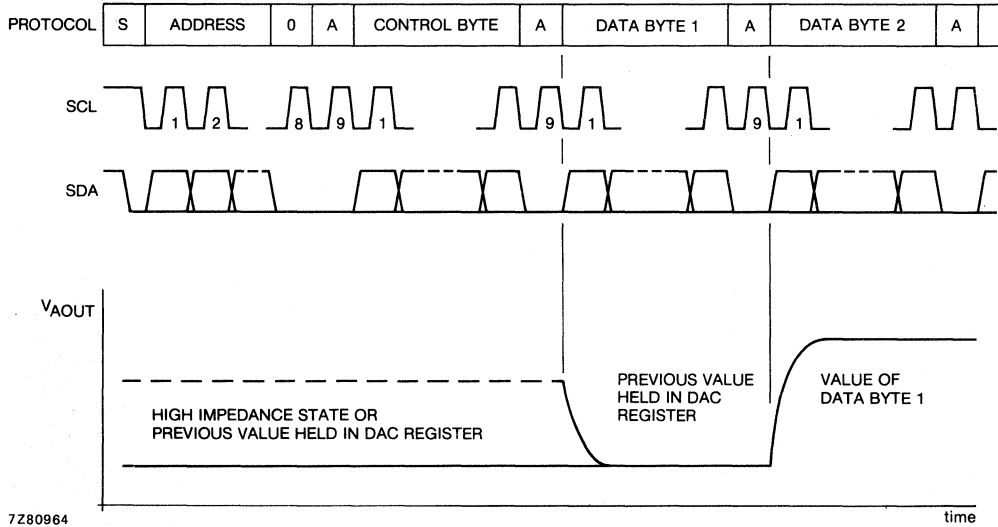 PROTOCOL S ADDRESS 0 A CONTROL BYTE A DATA BYTE 1 A DATA BYTE 2 A
SCL 1 2 8 9 1 9 1 9 1
SDA
VAOUT
HIGH IMPEDANCE STATE OR
PREVIOUS VALUE HELD IN DAC REGISTER
PREVIOUS VALUE
HELD IN DAC
REGISTER
VALUE OF
DATA BYTE 1
7Z80964
time